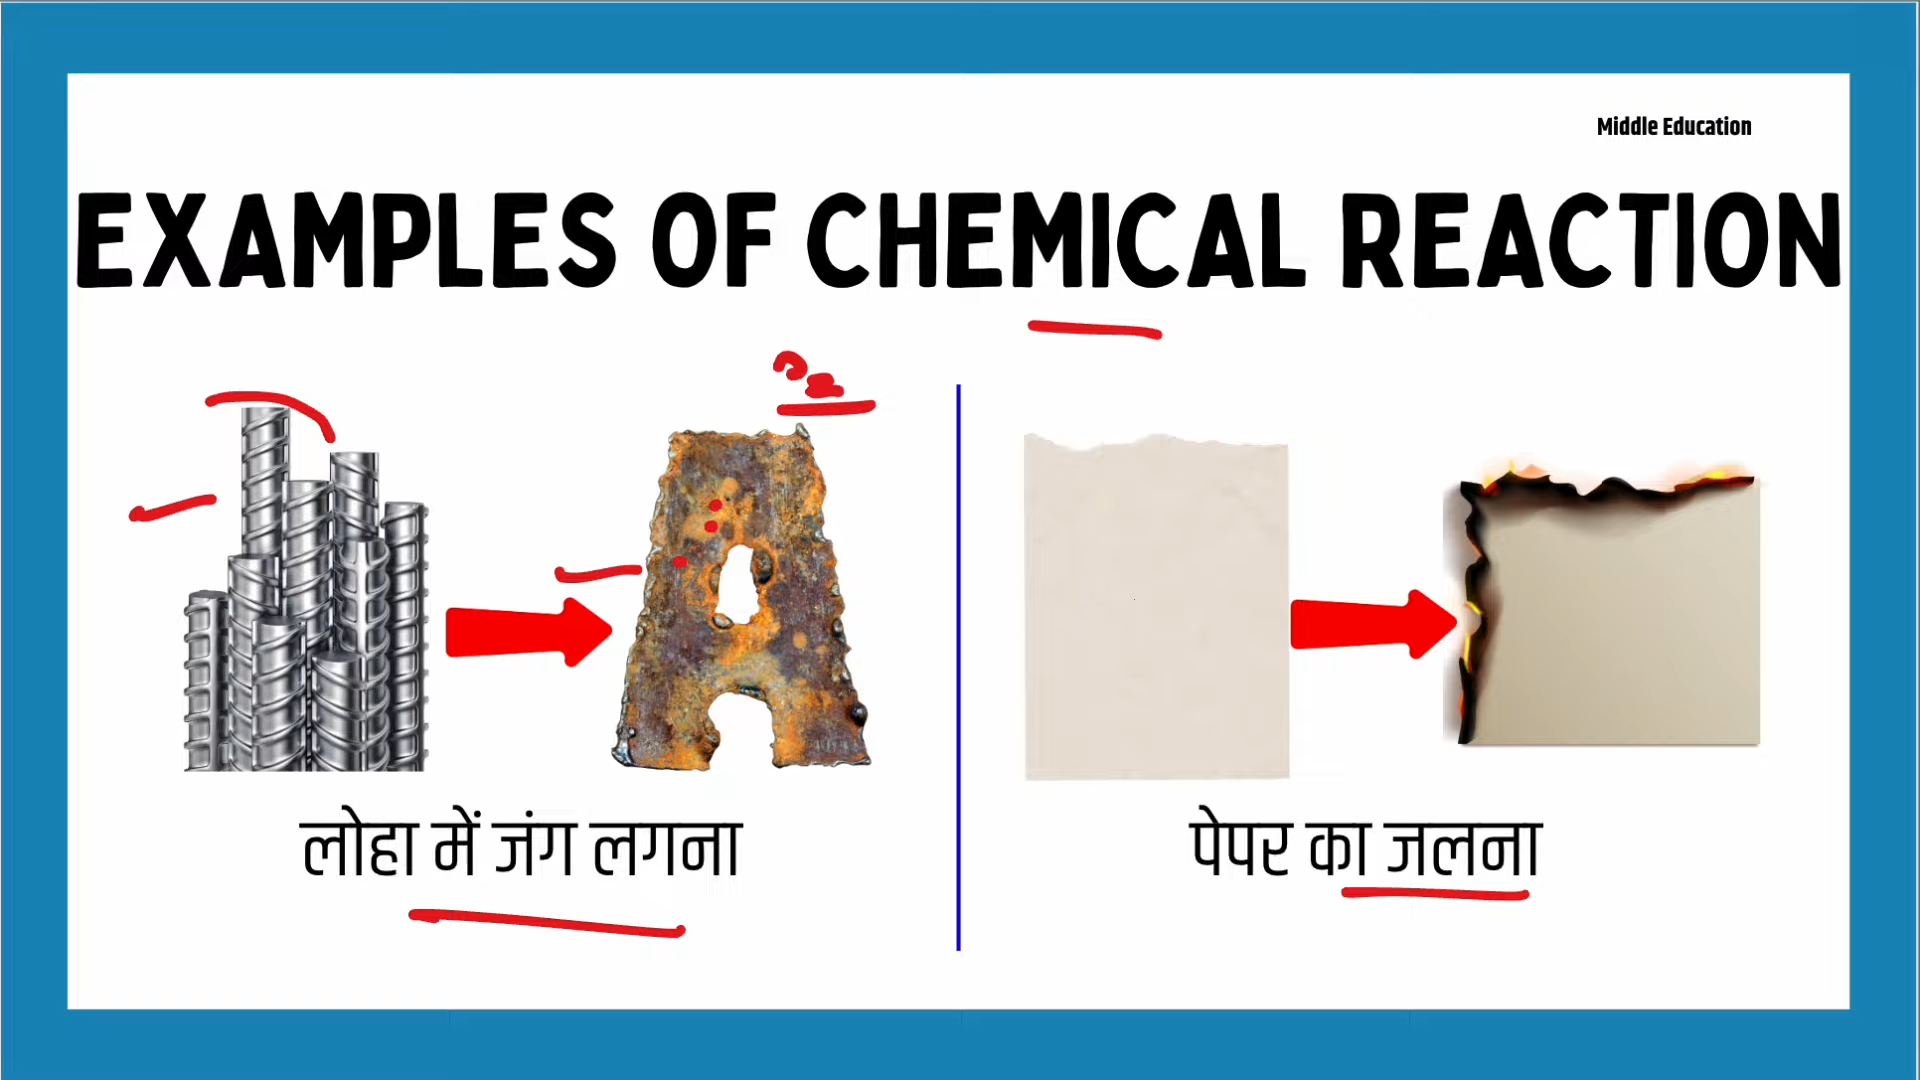 Middle Education
EXAMPLES OF CHEMICAL REACTION
लोहा में जंग लगना
पेपर का जलना